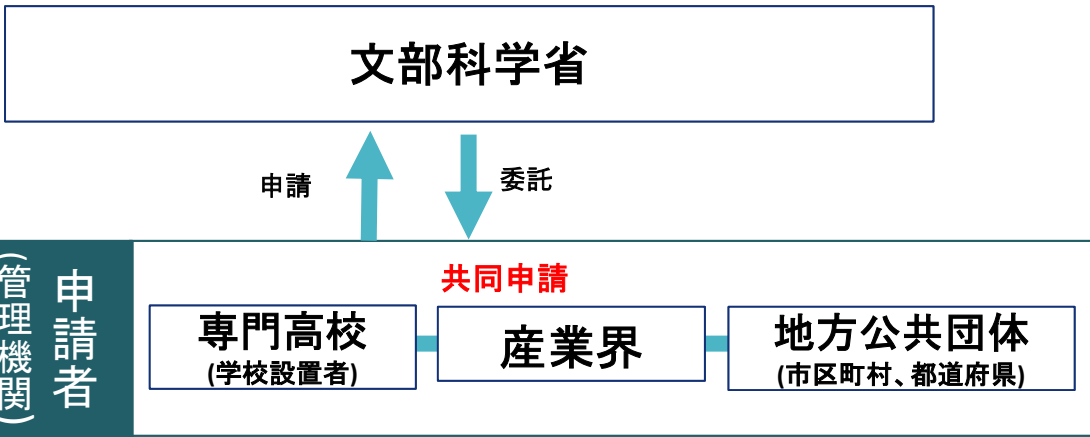 文部科学省
申請
委託
申請者
(管理機関)
共同申請
専門高校
(学校設置者)
産業界
地方公共団体
(市区町村、都道府県)